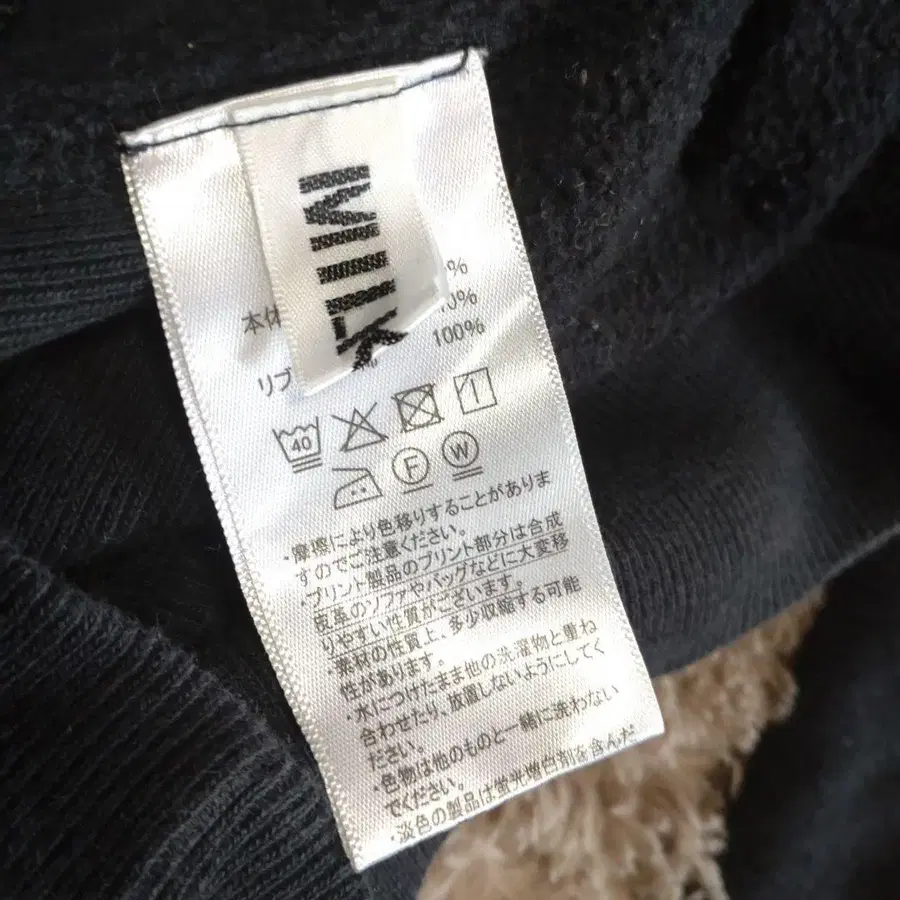 MILK
本体
%
0%
リブ 100%
40
F W
・摩擦により色移りすることがありま
すのでご注意ください。
・プリント製品のプリント部分は合成
皮革のソファやバッグなどに大変移
りやすい性質がございます。
・素材の性質上、多少収縮する可能
性があります。
・水につけたまま他の洗濯物と重ね
合わせたり、放置しないようにしてく
ださい。
・色物は他のものと一緒に洗わない
でください。
・淡色の製品は蛍光増白剤を含んだ